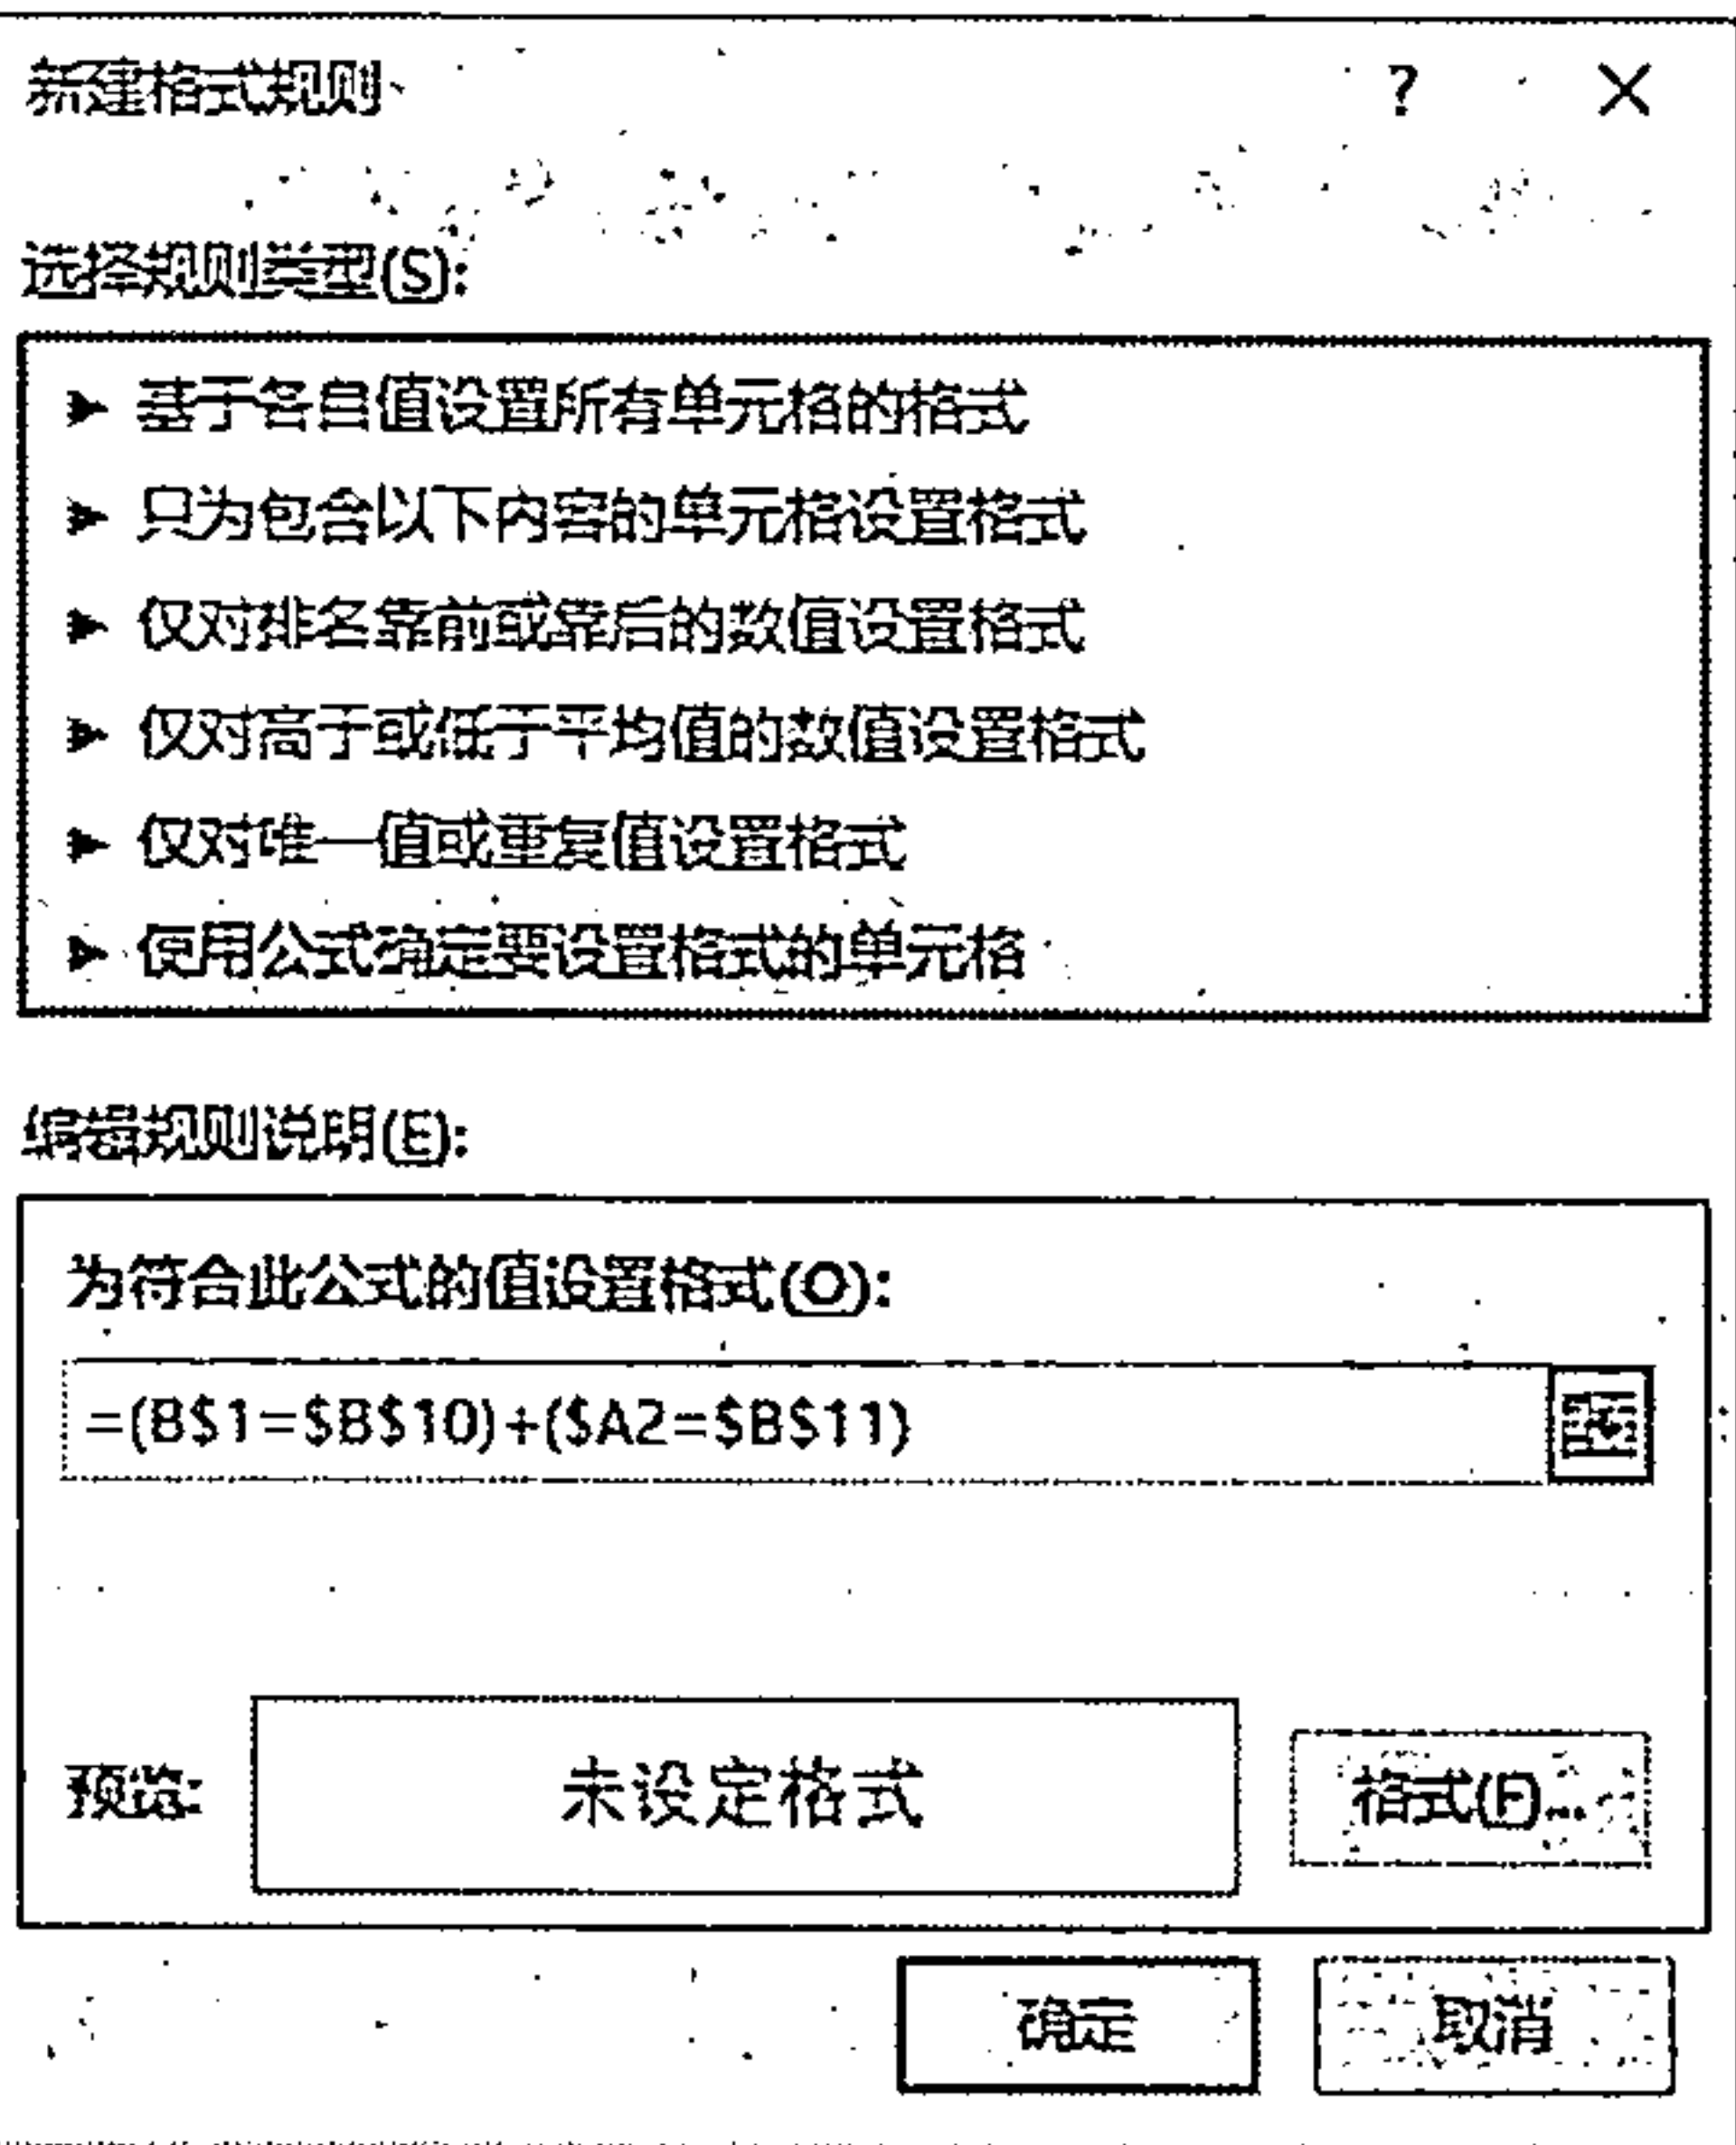 新建格式规则
? ×
选择规则类型(S):
► 基于各自值设置所有单元格的格式
► 只为包含以下内容的单元格设置格式
► 仅对排名靠前或靠后的数值设置格式
► 仅对高于或低于平均值的数值设置格式
► 仅对唯一值或重复值设置格式
► 使用公式确定要设置格式的单元格
编辑规则说明(E):
为符合此公式的值设置格式(O):
=(B$1=$B$10)+($A2=$B$11)
预览:
未设定格式
格式(F)...
确定
取消